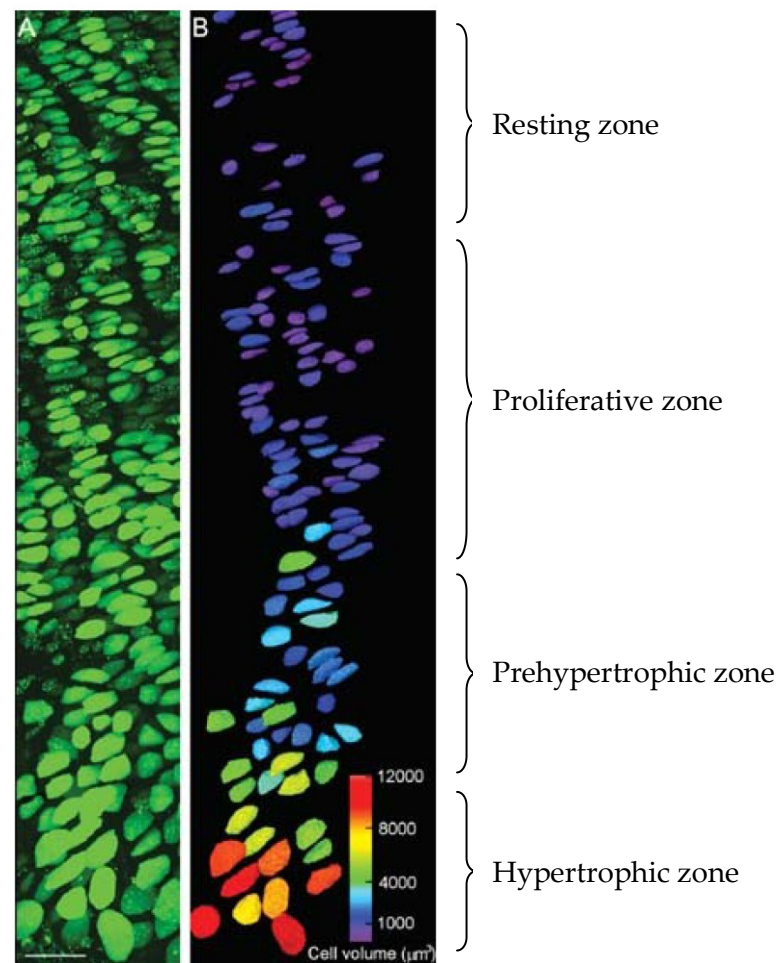 A
B
Resting zone
Proliferative zone
Prehypertrophic zone
12000
8000
4000
1000
Hypertrophic zone
Cell volume (μm³)